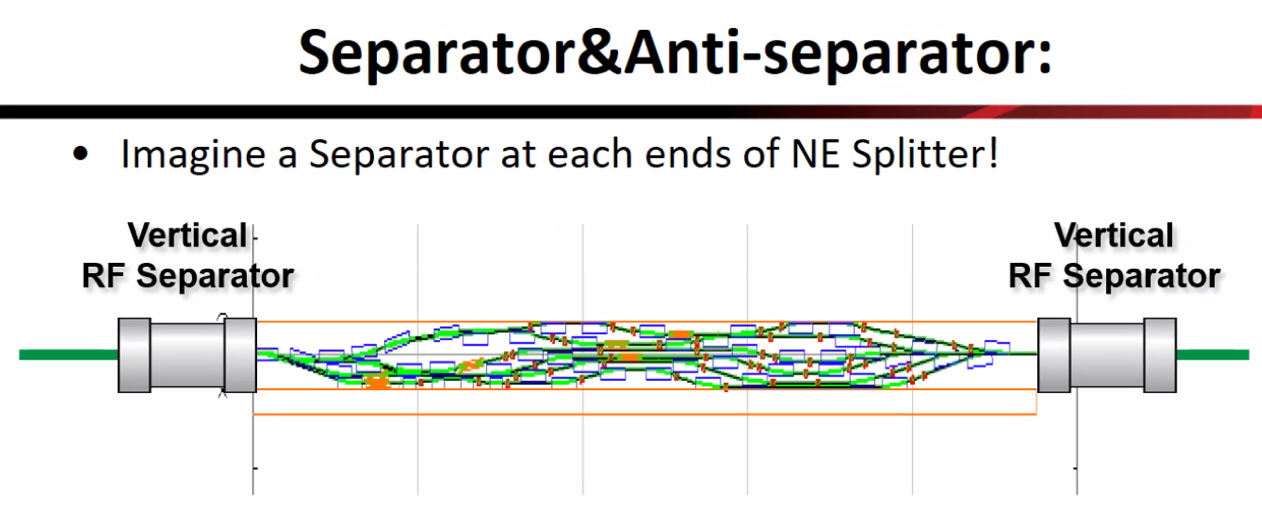 Separator&Anti-separator:
• Imagine a Separator at each ends of NE Splitter!
Vertical
RF Separator
Vertical
RF Separator